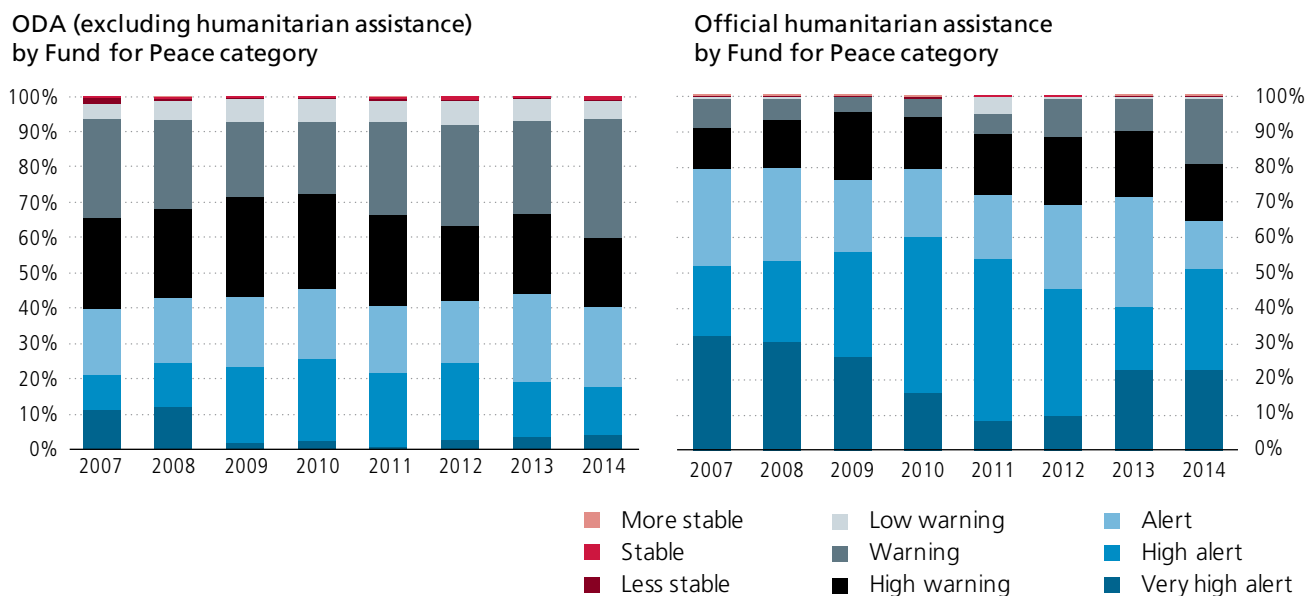 ODA (excluding humanitarian assistance)
by Fund for Peace category
100%
90%
80%
70%
60%
50%
40%
30%
20%
10%
0%
2007 2008 2009 2010 2011 2012 2013 2014
Official humanitarian assistance
by Fund for Peace category
100%
90%
80%
70%
60%
50%
40%
30%
20%
10%
0%
2007 2008 2009 2010 2011 2012 2013 2014
More stable
Stable
Less stable
Low warning
Warning
High warning
Alert
High alert
Very high alert